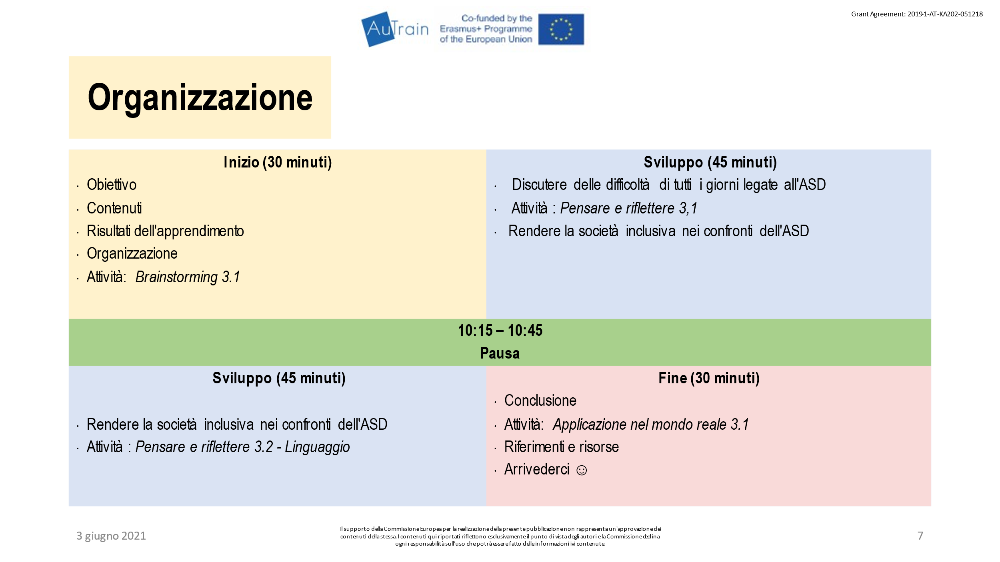 AuTrain
Co-funded by the
Erasmus+ Programme
of the European Union
Grant Agreement: 2019-1-AT-KA202-051218
Organizzazione
Inizio (30 minuti)
· Obiettivo
· Contenuti
· Risultati dell'apprendimento
· Organizzazione
· Attività: Brainstorming 3.1
Sviluppo (45 minuti)
· Discutere delle difficoltà di tutti i giorni legate all'ASD
· Attività : Pensare e riflettere 3,1
· Rendere la società inclusiva nei confronti dell'ASD
10:15 – 10:45
Pausa
Sviluppo (45 minuti)
· Rendere la società inclusiva nei confronti dell'ASD
· Attività : Pensare e riflettere 3.2 - Linguaggio
Fine (30 minuti)
· Conclusione
· Attività: Applicazione nel mondo reale 3.1
· Riferimenti e risorse
· Arrivederci ☺
3 giugno 2021
Il supporto della Commissione Europea per la realizzazione della presente pubblicazione non rappresenta un'approvazione dei
contenuti della stessa. I contenuti qui riportati riflettono esclusivamente il punto di vista degli autori e la Commissione declina
ogni responsabilità sull’uso che potrà essere fatto delle informazioni ivi contenute.
7